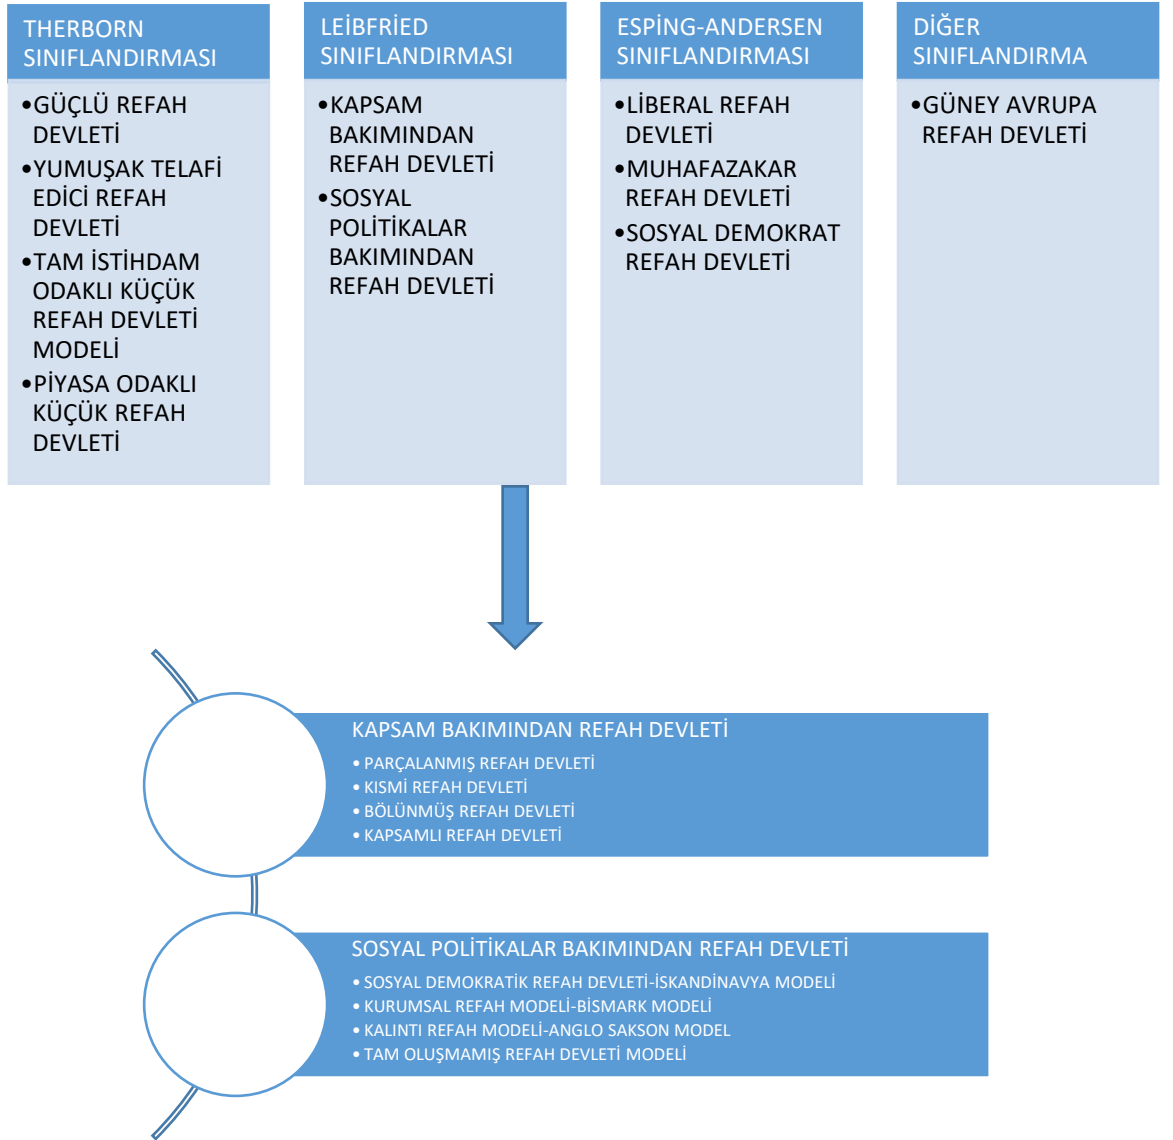 THERBORN
SINIFLANDIRMASI
•GÜÇLÜ REFAH
DEVLETİ
•YUMUŞAK TELAFİ
EDİCİ REFAH
DEVLETİ
•TAM İSTİHDAM
ODAKLI KÜÇÜK
REFAH DEVLETİ
MODELİ
•PİYASA ODAKLI
KÜÇÜK REFAH
DEVLETİ
LEİBFRİED
SINIFLANDIRMASI
•KAPSAM
BAKIMINDAN
REFAH DEVLETİ
•SOSYAL
POLİTİKALAR
BAKIMINDAN
REFAH DEVLETİ
ESPİNG-ANDERSEN
SINIFLANDIRMASI
•LİBERAL REFAH
DEVLETİ
•MUHAFAZAKAR
REFAH DEVLETİ
•SOSYAL DEMOKRAT
REFAH DEVLETİ
DİĞER
SINIFLANDIRMA
•GÜNEY AVRUPA
REFAH DEVLETİ
KAPSAM BAKIMINDAN REFAH DEVLETİ
• PARÇALANMIŞ REFAH DEVLETİ
• KISMİ REFAH DEVLETİ
• BÖLÜNMÜŞ REFAH DEVLETİ
• KAPSAMLI REFAH DEVLETİ
SOSYAL POLİTİKALAR BAKIMINDAN REFAH DEVLETİ
• SOSYAL DEMOKRATİK REFAH DEVLETİ-İSKANDİNAVYA MODELİ
• KURUMSAL REFAH MODELİ-BİSMARK MODELİ
• KALINTI REFAH MODELİ-ANGLO SAKSON MODEL
• TAM OLUŞMAMIŞ REFAH DEVLETİ MODELİ